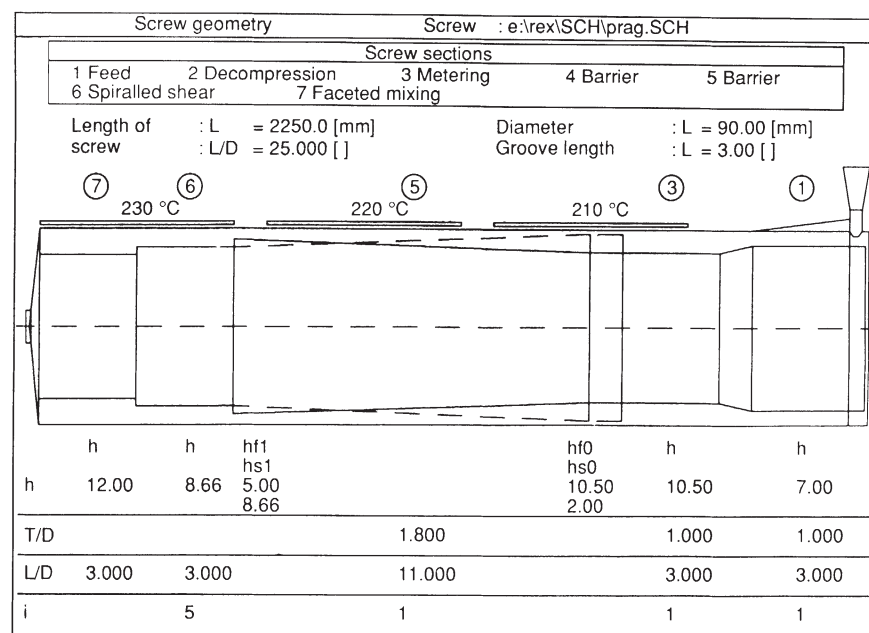 Screw geometry Screw : e:\rex\SCH\prag.SCH
Screw sections
1 Feed 2 Decompression 3 Metering 4 Barrier 5 Barrier
6 Spiralled shear 7 Faceted mixing
Length of : L = 2250.0 [mm] Diameter : L = 90.00 [mm]
screw : L/D = 25.000 [ ] Groove length : L = 3.00 [ ]
7 6 5 3 1
230 °C 220 °C 210 °C
h h hf1 hf0 h h
hs1 hs0
h 12.00 8.66 5.00 10.50 10.50 7.00
8.66 2.00
T/D 1.800 1.000 1.000
L/D 3.000 3.000 11.000 3.000 3.000
i 5 1 1 1